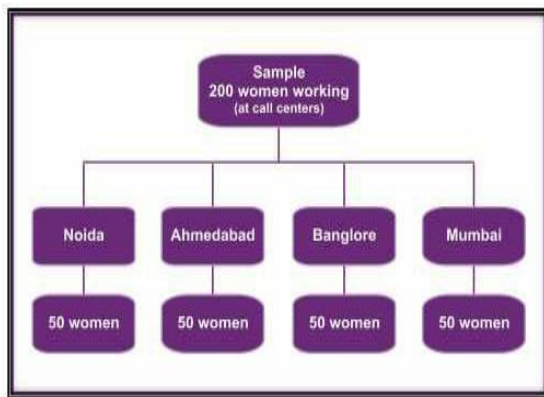 Sample
200 women working
(at call centers)
Noida
Ahmedabad
Banglore
Mumbai
50 women
50 women
50 women
50 women